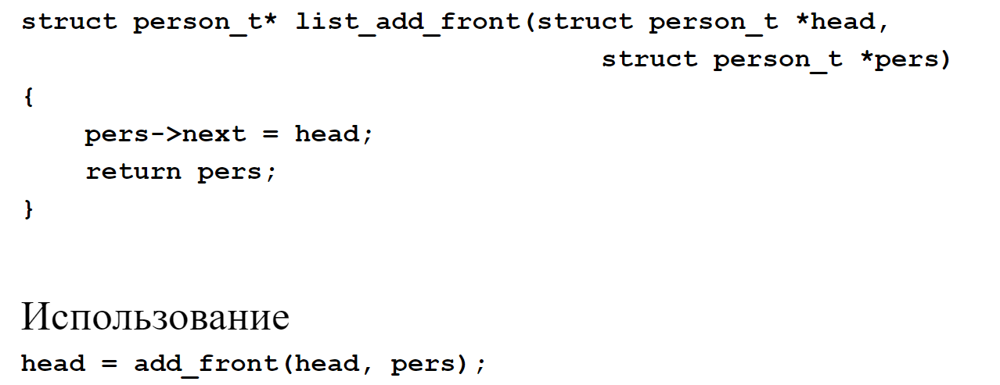 struct person_t* list_add_front(struct person_t *head,
struct person_t *pers)
{
pers->next = head;
return pers;
}
Использование
head = add_front(head, pers);